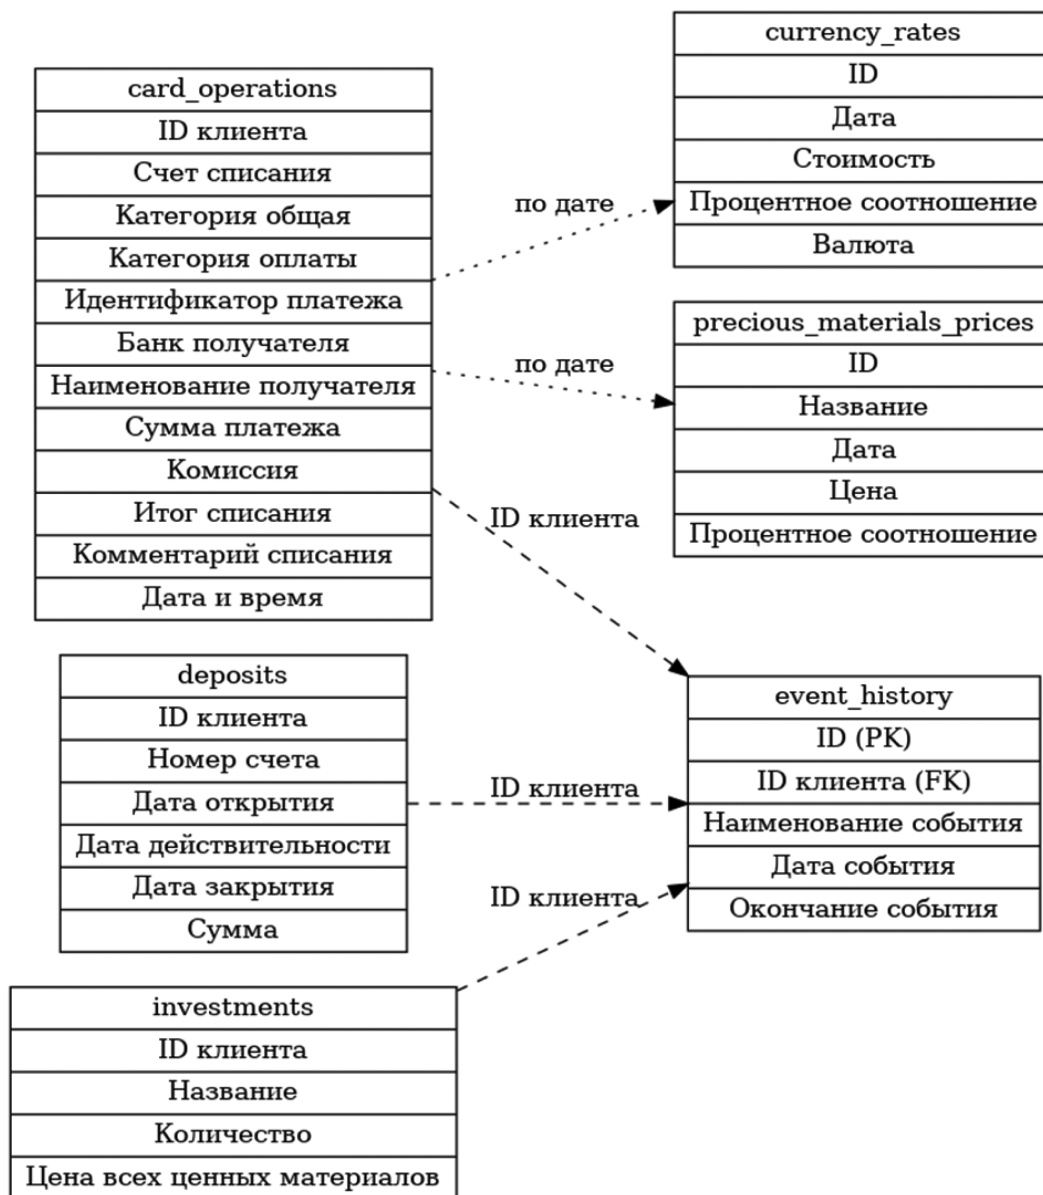 card_operations
ID клиента
Счет списания
Категория общая
Категория оплаты
Идентификатор платежа
Банк получателя
Наименование получателя
Сумма платежа
Комиссия
Итог списания
Комментарий списания
Дата и время
по дате
по дате
ID клиента
currency_rates
ID
Дата
Стоимость
Процентное соотношение
Валюта
precious_materials_prices
ID
Название
Дата
Цена
Процентное соотношение
deposits
ID клиента
Номер счета
Дата открытия
Дата действительности
Дата закрытия
Сумма
ID клиента
ID клиента
event_history
ID (PK)
ID клиента (FK)
Наименование события
Дата события
Окончание события
investments
ID клиента
Название
Количество
Цена всех ценных материалов